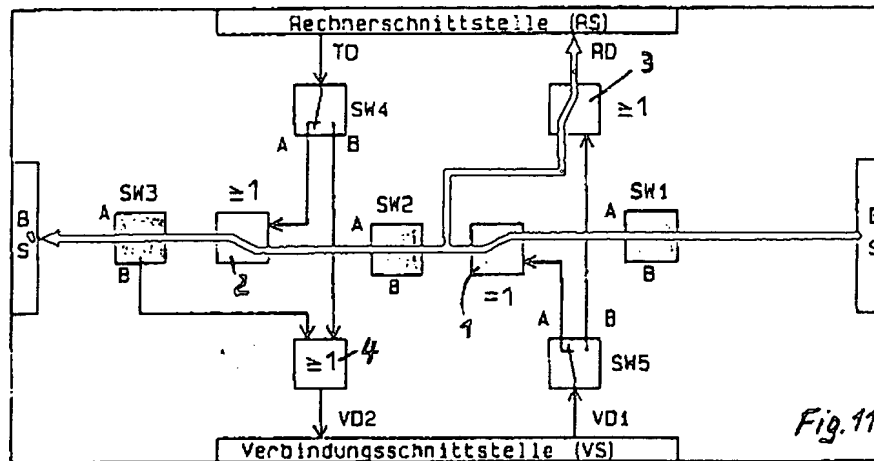 Rechnerschnittstelle (RS)
TD
RD
3
SW4
≥1
A
B
SW3
≥1
SW2
SW1
A
A
A
B
S
B
S
2
B
B
B
1
=1
A
B
≥1
4
SW5
VD2
VD1
Fig. 11
Verbindungsschnittstelle (VS)